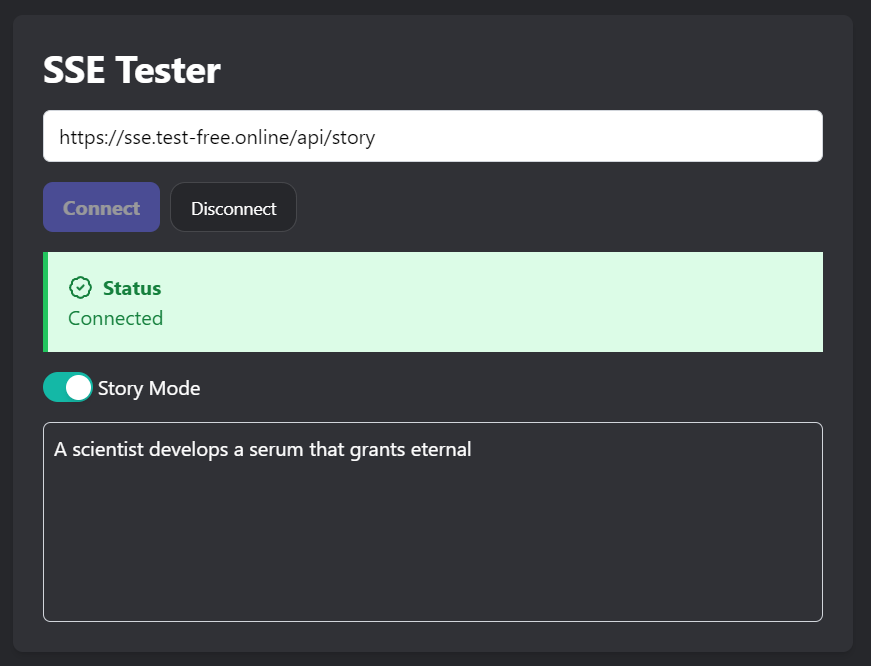 SSE Tester
https://sse.test-free.online/api/story
Connect
Disconnect
Status
Connected
Story Mode
A scientist develops a serum that grants eternal